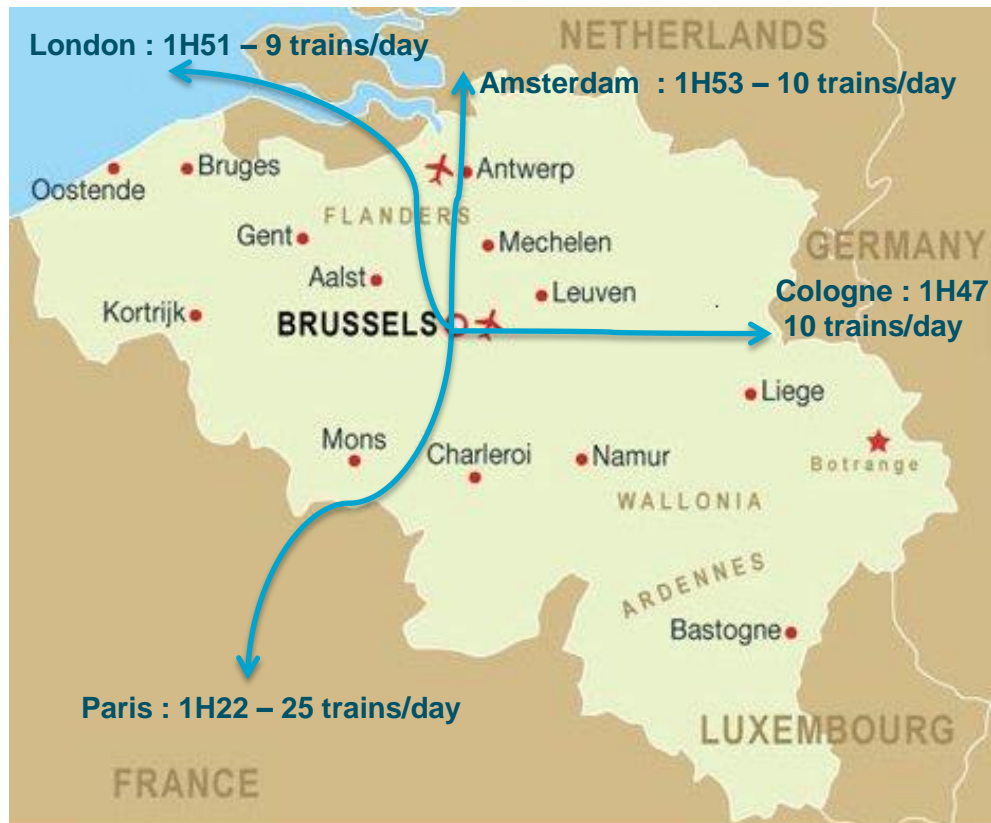 NETHERLANDS
London : 1H51 – 9 trains/day
Amsterdam : 1H53 – 10 trains/day
Oostende
Bruges
Antwerp
FLANDERS
Gent
Mechelen
GERMANY
Aalst
Leuven
Kortrijk
BRUSSELS
Cologne : 1H47
10 trains/day
Liege
Mons
Charleroi
Namur
Botrange
WALLONIA
ARDENNES
Bastogne
Paris : 1H22 – 25 trains/day
LUXEMBOURG
FRANCE